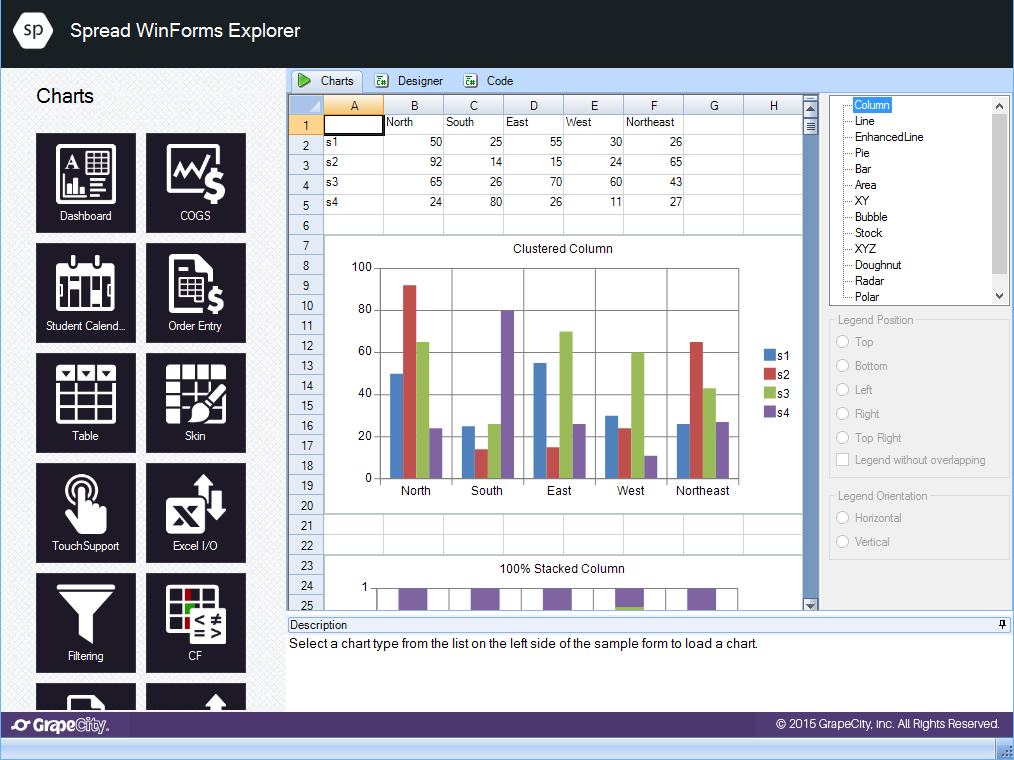 sp Spread WinForms Explorer
Charts
Dashboard COGS
Student Calend... Order Entry
Table Skin
TouchSupport Excel I/O
Filtering CF
Charts Designer Code
A B C D E F G H
1 North South East West Northeast
2 s1 50 25 55 30 26
3 s2 92 14 15 24 65
4 s3 65 26 70 60 43
5 s4 24 80 26 11 27
6
7
8
9
10
11
12
13
14
15
16
17
18
19
20
21
22
23
24
25
Clustered Column
100
80
60
40
20
0
North South East West Northeast
s1
s2
s3
s4
100% Stacked Column
1
Column
Line
EnhancedLine
Pie
Bar
Area
XY
Bubble
Stock
XYZ
Doughnut
Radar
Polar
Legend Position
Top
Bottom
Left
Right
Top Right
Legend without overlapping
Legend Orientation
Horizontal
Vertical
Description
Select a chart type from the list on the left side of the sample form to load a chart.
GrapeCity. © 2015 GrapeCity, inc. All Rights Reserved.